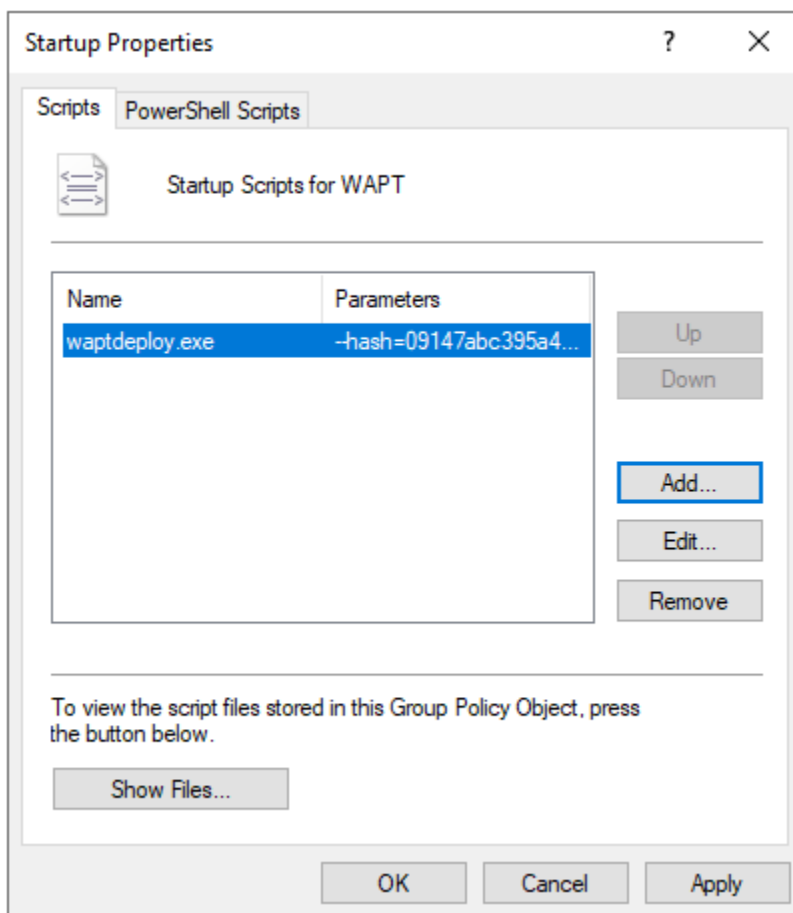 Startup Properties
?
Scripts
PowerShell Scripts
Startup Scripts for WAPT
Name Parameters
waptdeploy.exe --hash=09147abc395a4...
Up
Down
Add...
Edit...
Remove
To view the script files stored in this Group Policy Object, press
the button below.
Show Files...
OK Cancel Apply